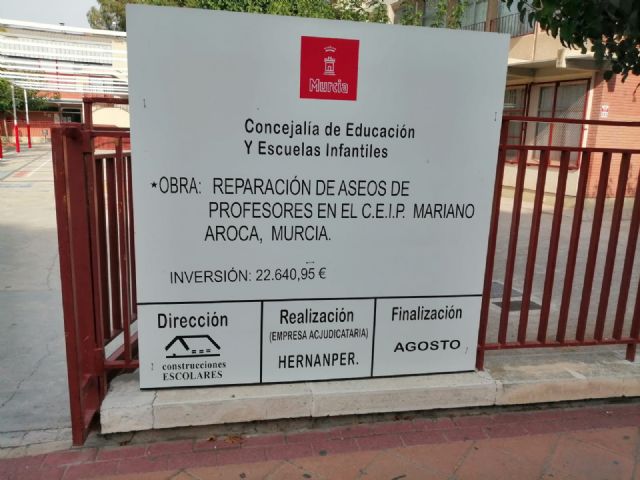 Murcia
Concejalía de Educación
Y Escuelas Infantiles
★OBRA: REPARACIÓN DE ASEOS DE
PROFESORES EN EL C.E.I.P. MARIANO
AROCA, MURCIA.
INVERSIÓN: 22.640,95 €
Dirección
construcciones
ESCOLARES
Realización
(EMPRESA ACJUDICATARIA)
HERNANPER.
Finalización
AGOSTO